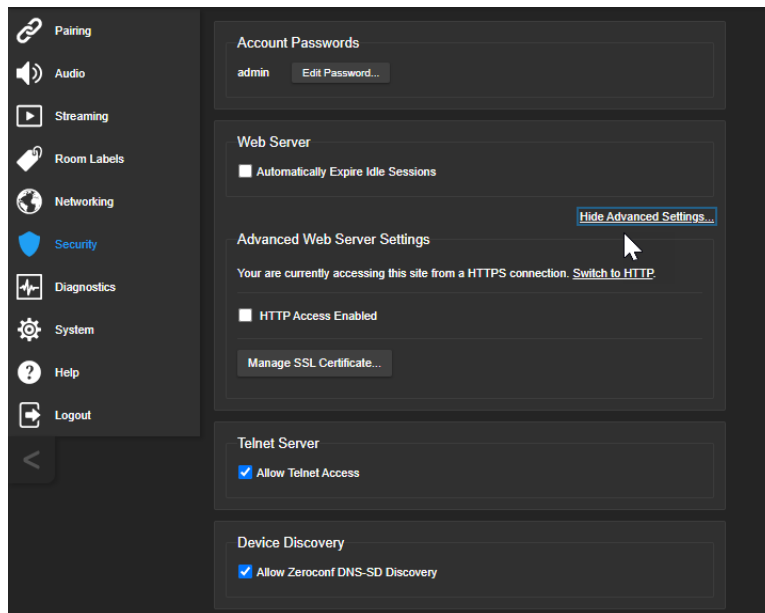 Pairing
Audio
Streaming
Room Labels
Networking
Security
Diagnostics
System
Help
Logout
<
Account Passwords
admin Edit Password...
Web Server
Automatically Expire Idle Sessions
Hide Advanced Settings...
Advanced Web Server Settings
Your are currently accessing this site from a HTTPS connection. Switch to HTTP.
HTTP Access Enabled
Manage SSL Certificate...
Telnet Server
Allow Telnet Access
Device Discovery
Allow Zeroconf DNS-SD Discovery